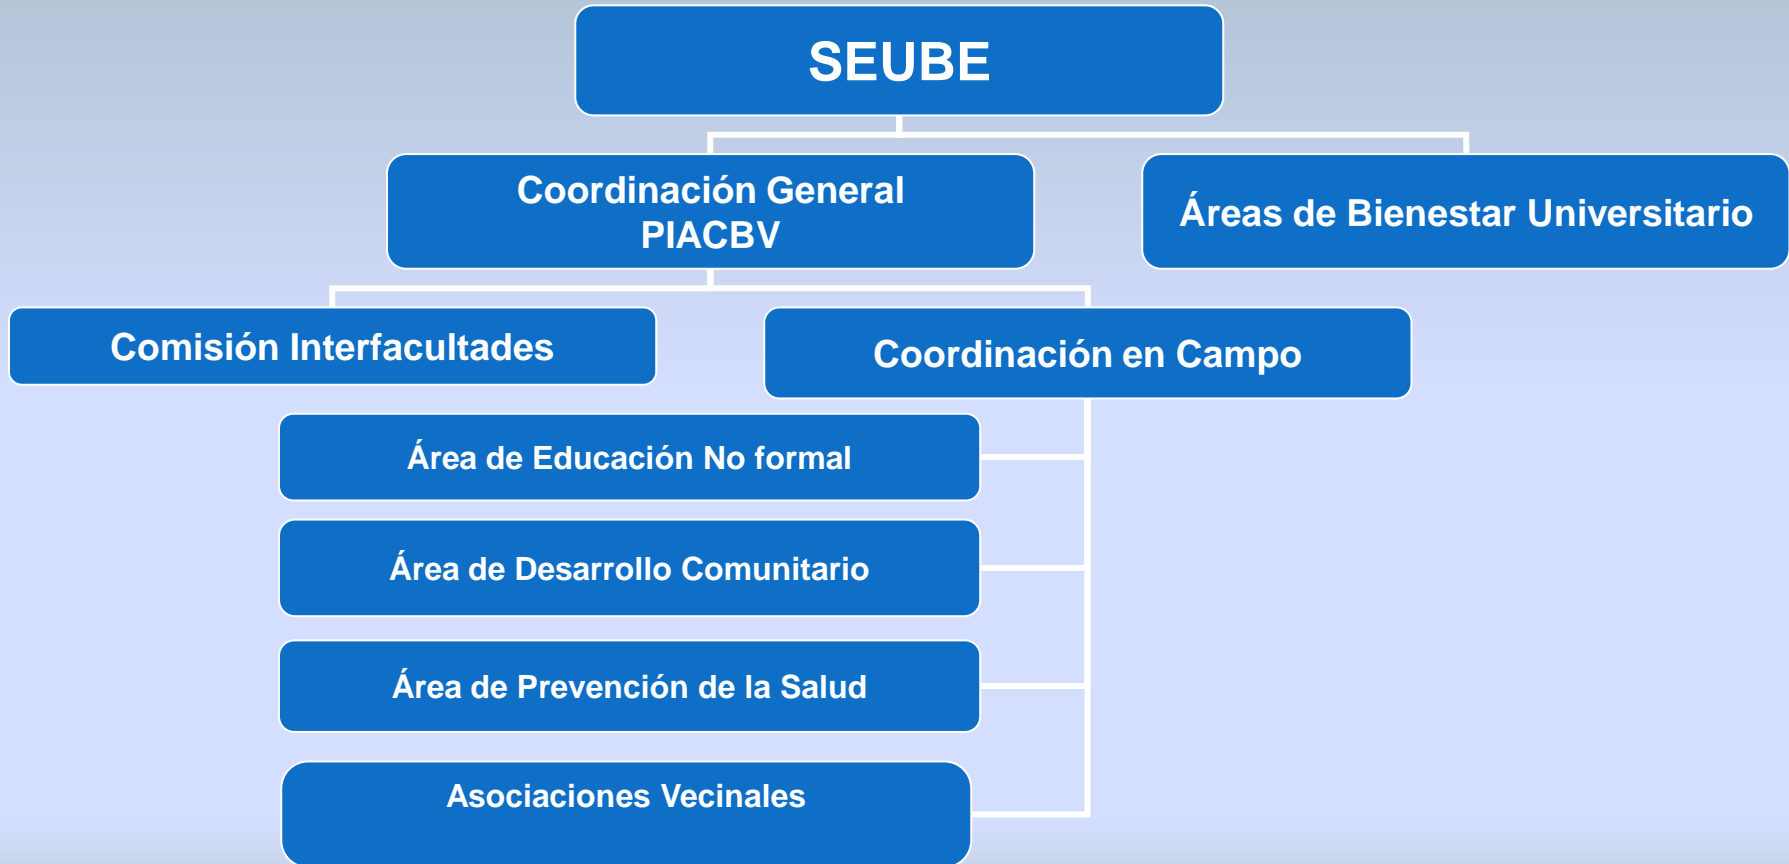 SEUBE
Coordinación General
PIACBV
Áreas de Bienestar Universitario
Comisión Interfacultades
Coordinación en Campo
Área de Educación No formal
Área de Desarrollo Comunitario
Área de Prevención de la Salud
Asociaciones Vecinales